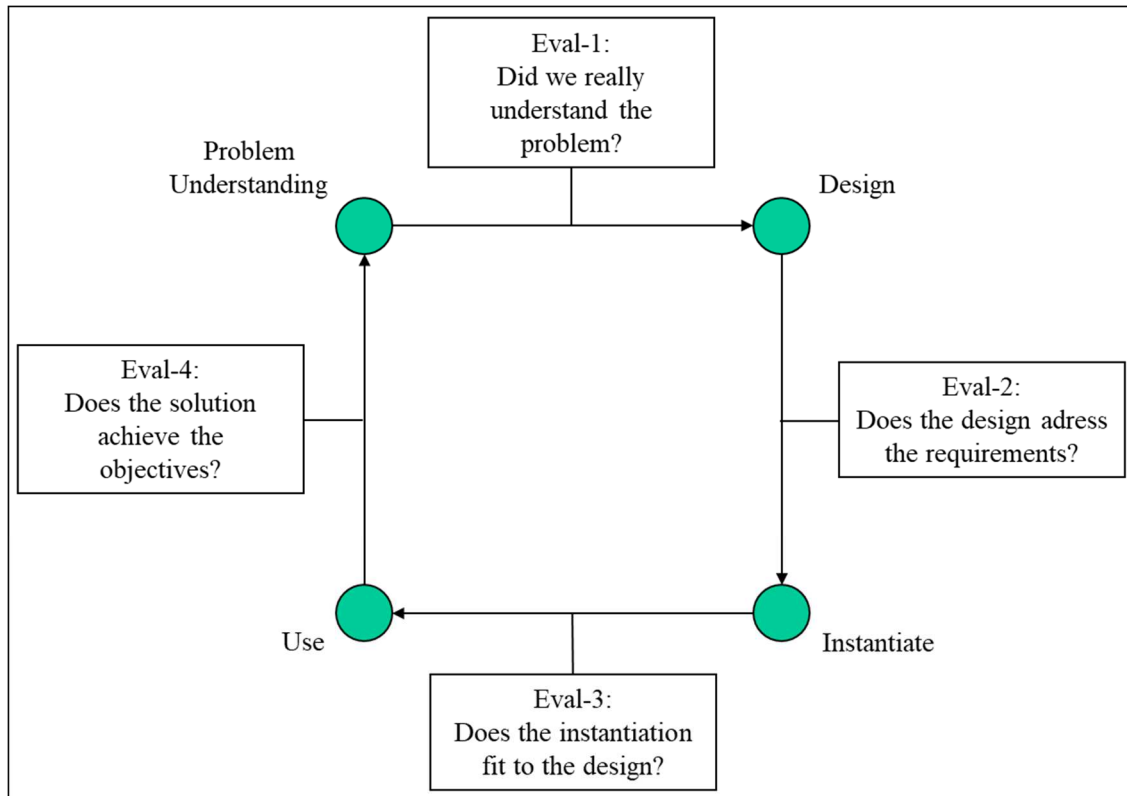 Eval-1:
Did we really
understand the
problem?
Problem
Understanding
Design
Eval-4:
Does the solution
achieve the
objectives?
Eval-2:
Does the design adress
the requirements?
Use
Instantiate
Eval-3:
Does the instantiation
fit to the design?